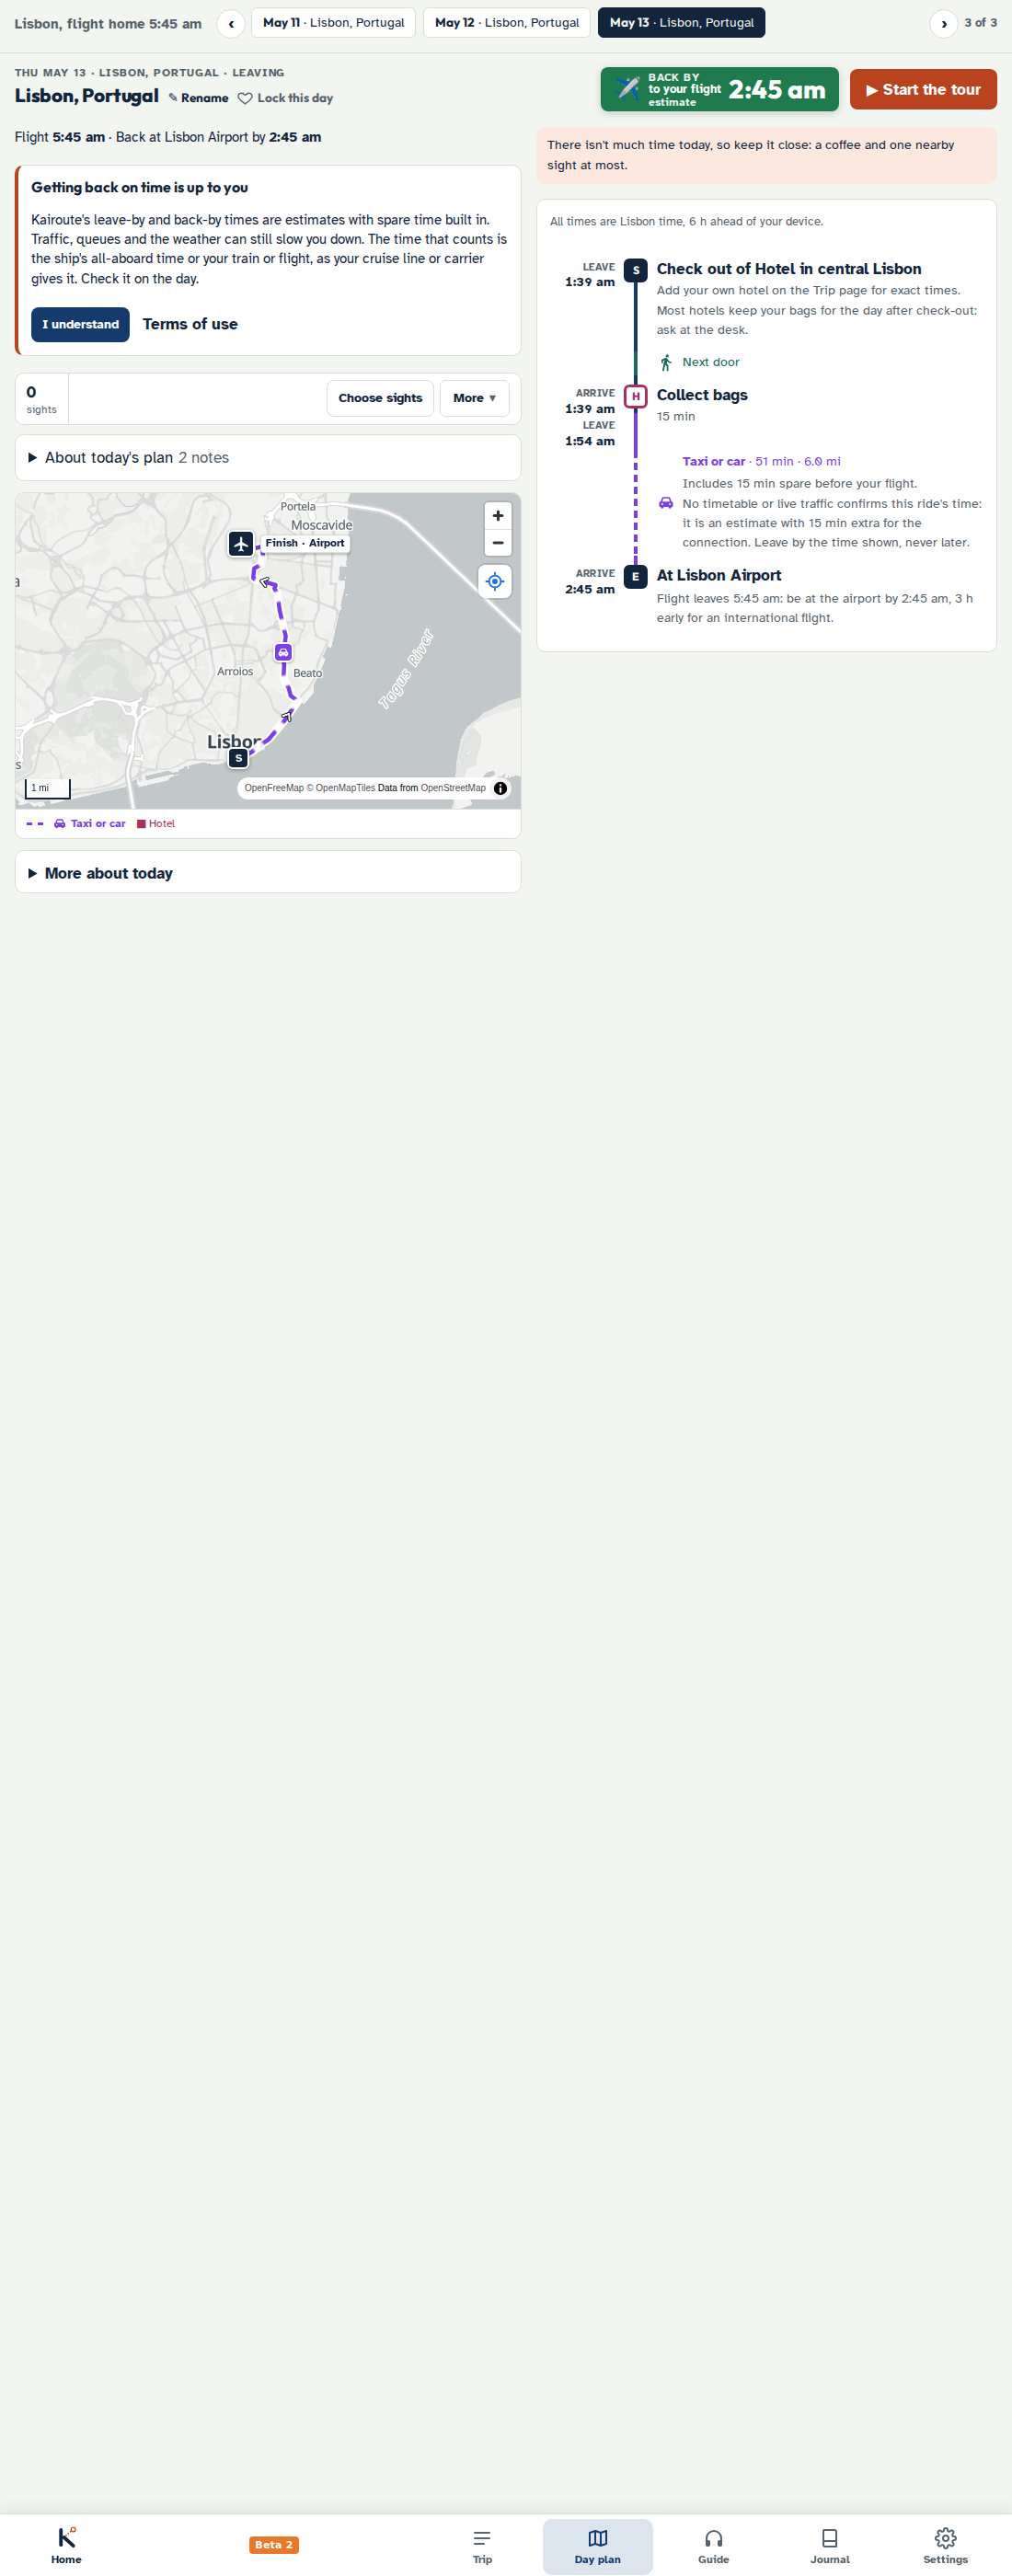 Lisbon, flight home 5:45 am
‹
May 11 · Lisbon, Portugal
May 12 · Lisbon, Portugal
May 13 · Lisbon, Portugal
›
3 of 3
THU MAY 13 · LISBON, PORTUGAL · LEAVING
Lisbon, Portugal
✎ Rename
Lock this day
BACK BY
to your flight
estimate
2:45 am
▶ Start the tour
Flight 5:45 am · Back at Lisbon Airport by 2:45 am
Getting back on time is up to you
Kairoute's leave-by and back-by times are estimates with spare time built in.
Traffic, queues and the weather can still slow you down. The time that counts is
the ship's all-aboard time or your train or flight, as your cruise line or carrier
gives it. Check it on the day.
I understand
Terms of use
0
sights
Choose sights
More ▾
▶ About today's plan 2 notes
Portela
Moscavide
Finish · Airport
+
−
a
Tagus River
Arroios
Beato
Lisbon
S
s
1 mi
OpenFreeMap © OpenMapTiles Data from OpenStreetMap
Taxi or car
Hotel
▶ More about today
There isn't much time today, so keep it close: a coffee and one nearby
sight at most.
All times are Lisbon time, 6 h ahead of your device.
LEAVE
1:39 am
S
Check out of Hotel in central Lisbon
Add your own hotel on the Trip page for exact times.
Most hotels keep your bags for the day after check-out:
ask at the desk.
Next door
ARRIVE
1:39 am
LEAVE
1:54 am
H
Collect bags
15 min
Taxi or car · 51 min · 6.0 mi
Includes 15 min spare before your flight.
No timetable or live traffic confirms this ride's time:
it is an estimate with 15 min extra for the
connection. Leave by the time shown, never later.
ARRIVE
2:45 am
E
At Lisbon Airport
Flight leaves 5:45 am: be at the airport by 2:45 am, 3 h
early for an international flight.
Home
Beta 2
Trip
Day plan
Guide
Journal
Settings